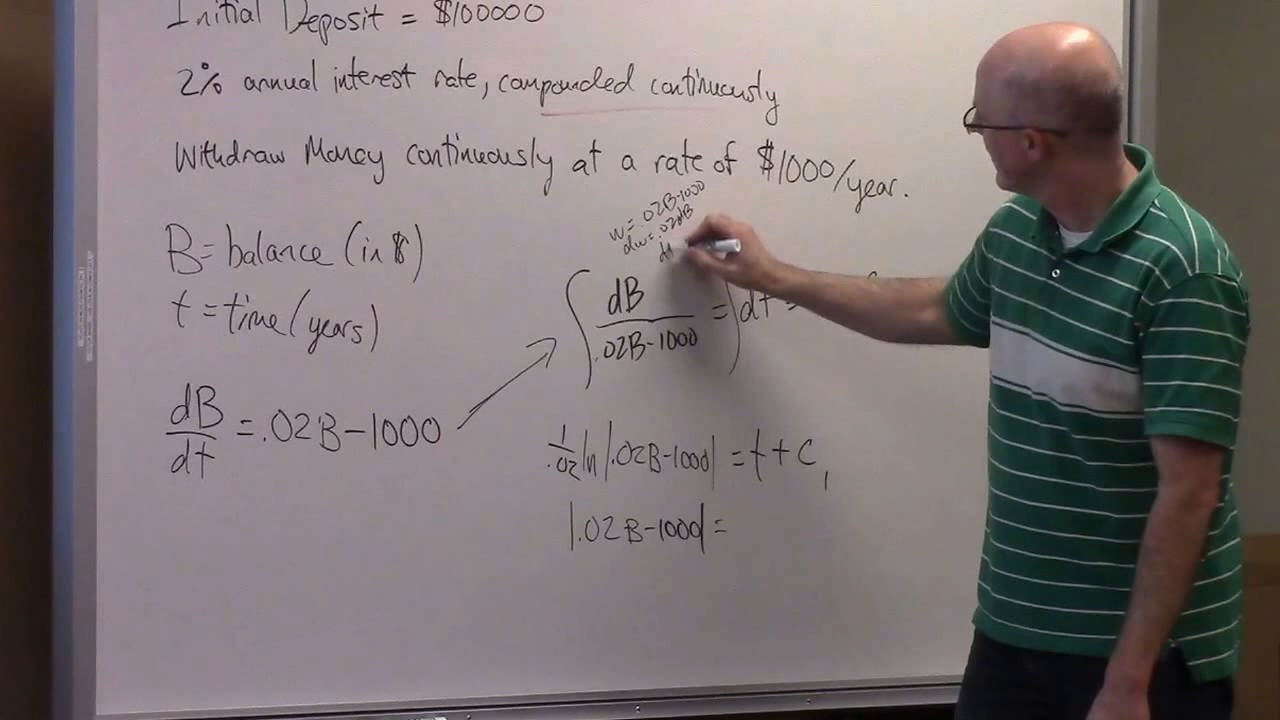 Initial Deposit = $100000
2% annual interest rate, compounded continuously
Withdraw Money continuously at a rate of $1000/year.
B = balance (in $)
t = time (years)
dB/dt = .02B - 1000
w = .02B - 1000
dw = .02dB
∫ dB/(.02B - 1000) = ∫ dt =
1/.02 ln |.02B - 1000| = t + C₁
|.02B - 1000| =